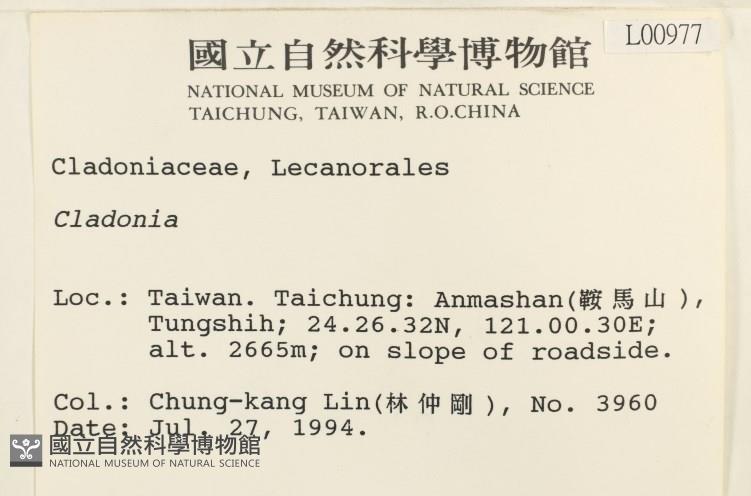 L00977
國立自然科學博物館
NATIONAL MUSEUM OF NATURAL SCIENCE
TAICHUNG, TAIWAN, R.O.CHINA
Cladoniaceae, Lecanorales
Cladonia
Loc.: Taiwan. Taichung: Anmashan(鞍馬山),
Tungshih; 24.26.32N, 121.00.30E;
alt. 2665m; on slope of roadside.
Col.: Chung-kang Lin(林仲剛), No. 3960
Date: Jul. 27, 1994.
國立自然科學博物館
NATIONAL MUSEUM OF NATURAL SCIENCE